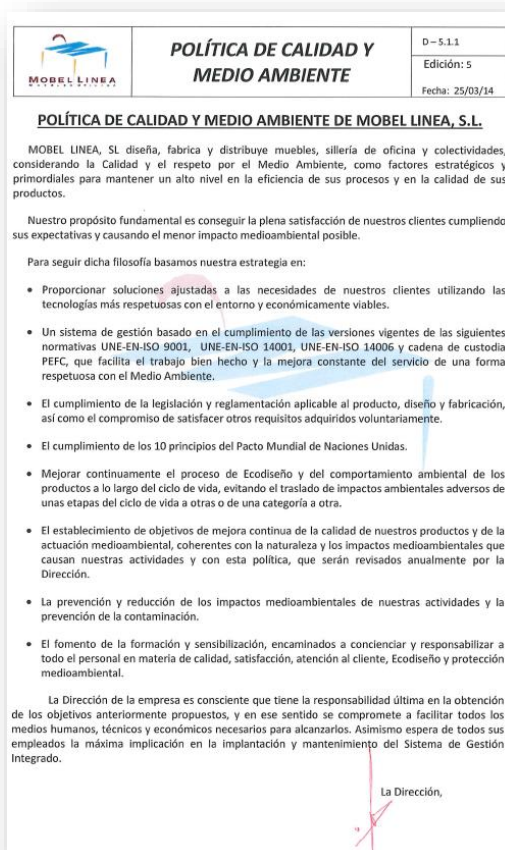 MOBEL LINEA
POLÍTICA DE CALIDAD Y
MEDIO AMBIENTE
D – 5.1.1
Edición: 5
Fecha: 25/03/14
POLÍTICA DE CALIDAD Y MEDIO AMBIENTE DE MOBEL LINEA, S.L.
MOBEL LINEA, SL diseña, fabrica y distribuye muebles, sillería de oficina y colectividades,
considerando la Calidad y el respeto por el Medio Ambiente, como factores estratégicos y
primordiales para mantener un alto nivel en la eficiencia de sus procesos y en la calidad de sus
productos.
Nuestro propósito fundamental es conseguir la plena satisfacción de nuestros clientes cumpliendo
sus expectativas y causando el menor impacto medioambiental posible.
Para seguir dicha filosofía basamos nuestra estrategia en:
• Proporcionar soluciones ajustadas a las necesidades de nuestros clientes utilizando las
tecnologías más respetuosas con el entorno y económicamente viables.
• Un sistema de gestión basado en el cumplimiento de las versiones vigentes de las siguientes
normativas UNE-EN-ISO 9001, UNE-EN-ISO 14001, UNE-EN-ISO 14006 y cadena de custodia
PEFC, que facilita el trabajo bien hecho y la mejora constante del servicio de una forma
respetuosa con el Medio Ambiente.
• El cumplimiento de la legislación y reglamentación aplicable al producto, diseño y fabricación,
así como el compromiso de satisfacer otros requisitos adquiridos voluntariamente.
• El cumplimiento de los 10 principios del Pacto Mundial de Naciones Unidas.
• Mejorar continuamente el proceso de Ecodiseño y del comportamiento ambiental de los
productos a lo largo del ciclo de vida, evitando el traslado de impactos ambientales adversos de
unas etapas del ciclo de vida a otras o de una categoría a otra.
• El establecimiento de objetivos de mejora continua de la calidad de nuestros productos y de la
actuación medioambiental, coherentes con la naturaleza y los impactos medioambientales que
causan nuestras actividades y con esta política, que serán revisados anualmente por la
Dirección.
• La prevención y reducción de los impactos medioambientales de nuestras actividades y la
prevención de la contaminación.
• El fomento de la formación y sensibilización, encaminados a concienciar y responsabilizar a
todo el personal en materia de calidad, satisfacción, atención al cliente, Ecodiseño y protección
medioambiental.
La Dirección de la empresa es consciente que tiene la responsabilidad última en la obtención
de los objetivos anteriormente propuestos, y en ese sentido se compromete a facilitar todos los
medios humanos, técnicos y económicos necesarios para alcanzarlos. Asimismo espera de todos sus
empleados la máxima implicación en la implantación y mantenimiento del Sistema de Gestión
Integrado.
La Dirección,